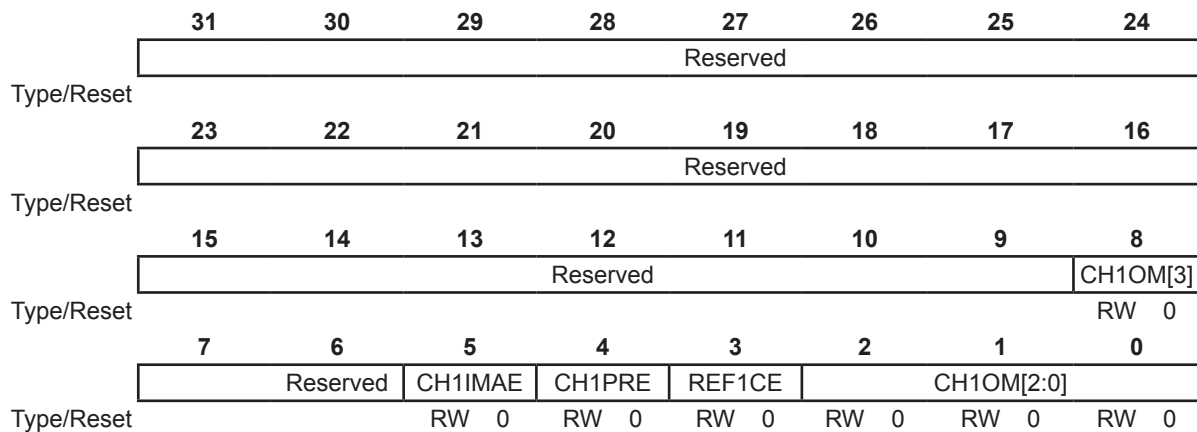 31 30 29 28 27 26 25 24
Reserved
Type/Reset
23 22 21 20 19 18 17 16
Reserved
Type/Reset
15 14 13 12 11 10 9 8
Reserved CH1OM[3]
Type/Reset RW 0
7 6 5 4 3 2 1 0
Reserved CH1IMAE CH1PRE REF1CE CH1OM[2:0]
Type/Reset RW 0 RW 0 RW 0 RW 0 RW 0 RW 0